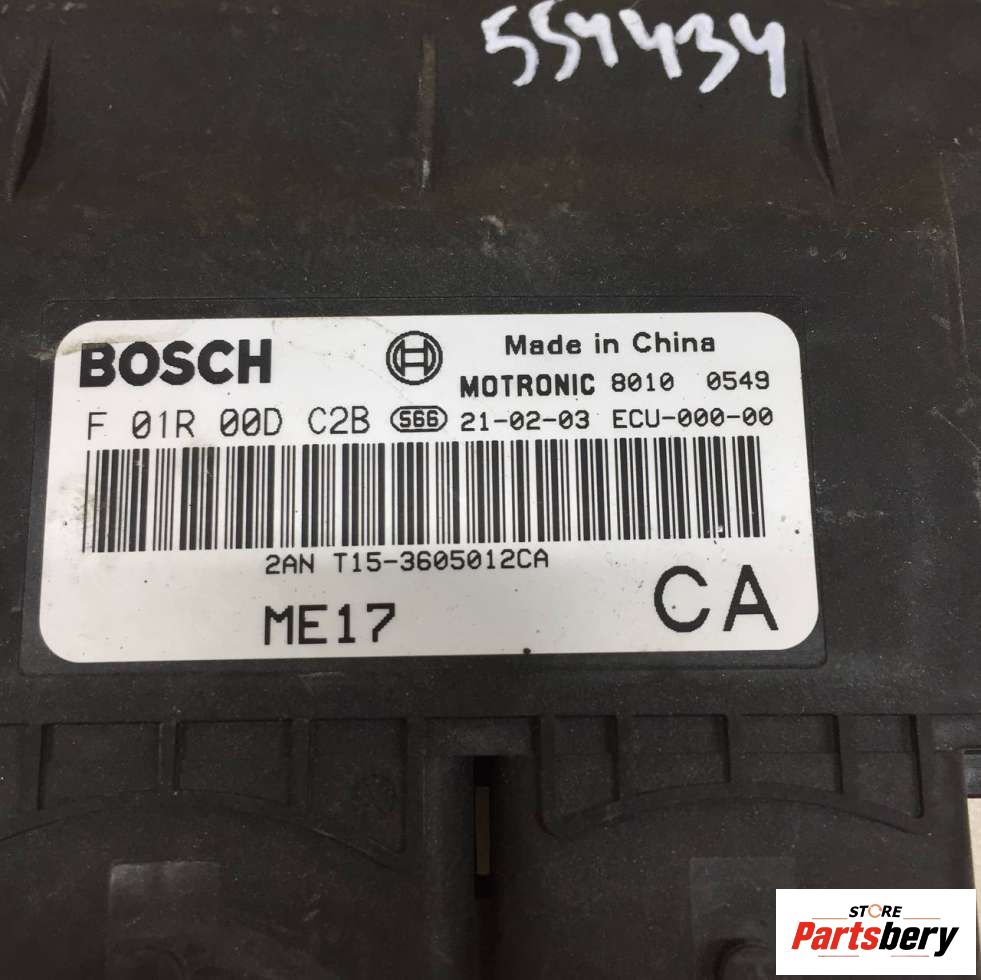 554434
BOSCH
Made in China
MOTRONIC 8010 0549
F 01R 00D C2B S66 21-02-03 ECU-000-00
2AN T15-3605012CA
ME17
CA
STORE
Partsbery